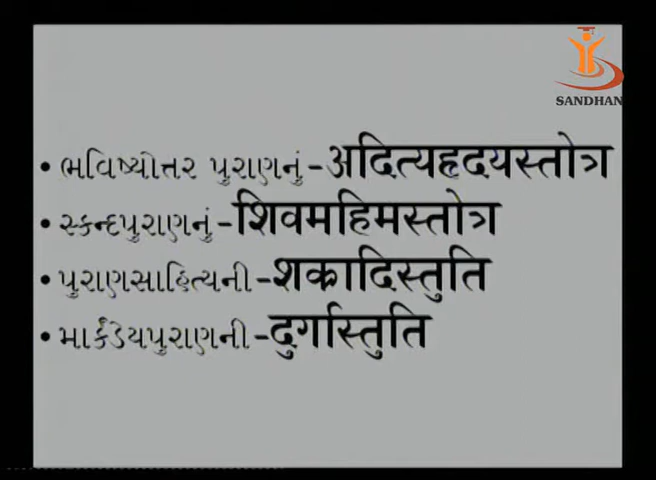 SANDHAN
• ભવિષ્યોત્તર પુરાણનું - अदित्यहृदयस्तोत्र
• સ્કન્દપુરાણનું - शिवमहिमस्तोत्र
• પુરાણસાહિત્યની - शक्रादिस्तुति
• માર્કંડેયપુરાણની - दुर्गास्तुति